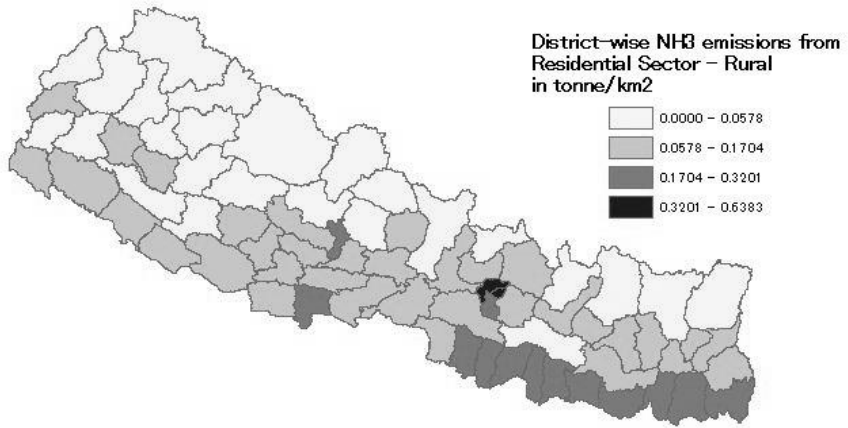 District-wise NH3 emissions from
Residential Sector - Rural
in tonne/km2
0.0000 - 0.0578
0.0578 - 0.1704
0.1704 - 0.3201
0.3201 - 0.6383